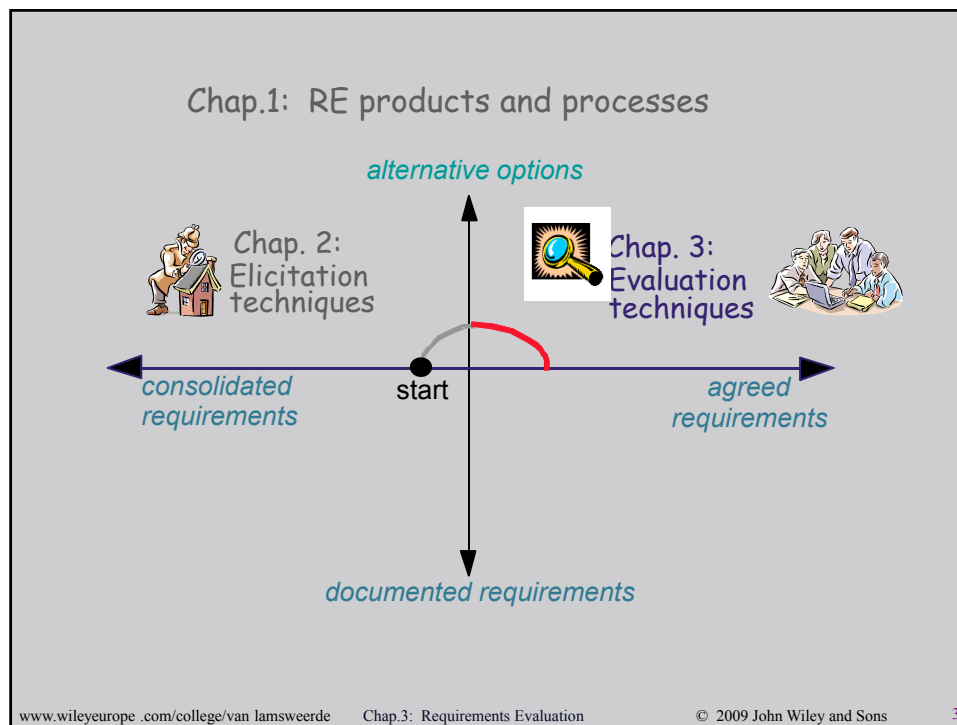 Chap.1: RE products and processes
alternative options
Chap. 2:
Elicitation
techniques
Chap. 3:
Evaluation
techniques
consolidated
requirements
start
agreed
requirements
documented requirements
www.wileyeurope .com/college/van lamsweerde Chap.3: Requirements Evaluation © 2009 John Wiley and Sons 3